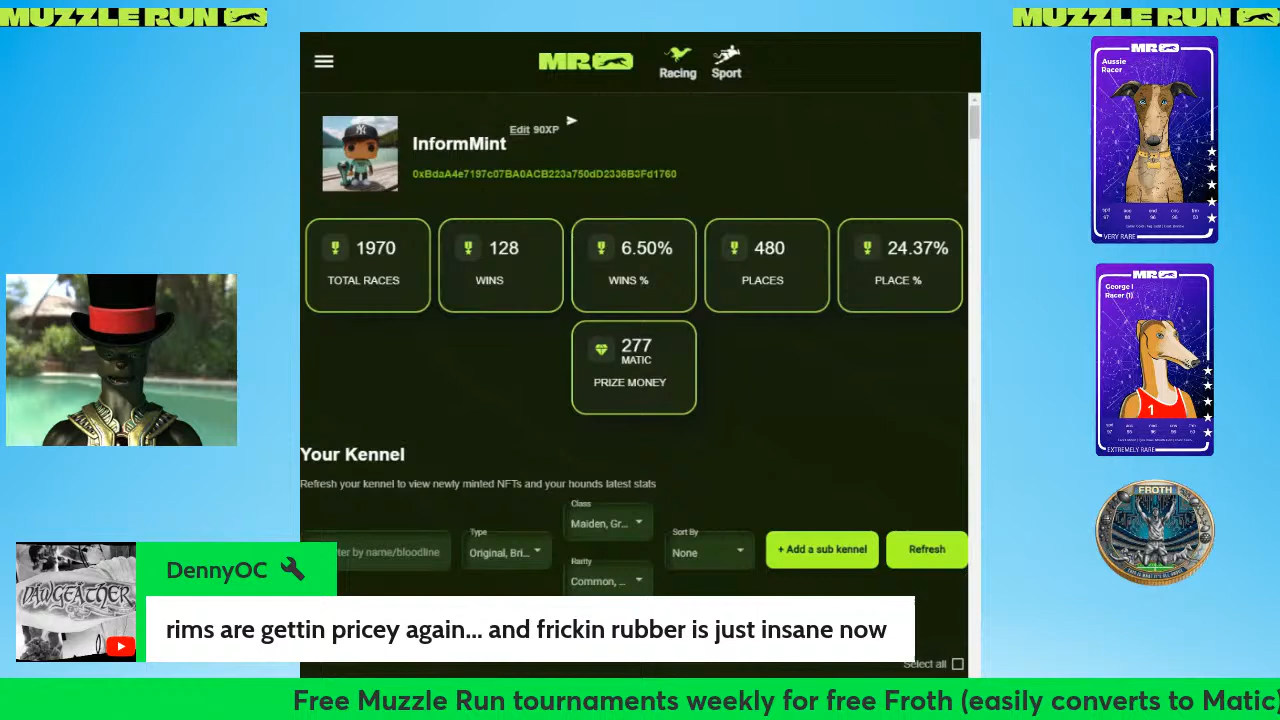 MUZZLE RUN
MUZZLE RUN
MR
Racing
Sport
InformMint
Edit 90XP
0xBdaA4e7197c07BA0ACB223a750dD2336B3Fd1760
1970
TOTAL RACES
128
WINS
6.50%
WINS %
480
PLACES
24.37%
PLACE %
277
MATIC
PRIZE MONEY
Your Kennel
Refresh your kennel to view newly minted NFTs and your hounds latest stats
ter by name/bloodline
Type
Original, Bri...
Class
Maiden, Gr...
Rarity
Common, ...
Sort By
None
+ Add a sub kennel
Refresh
Select all
MR
Aussie
Racer
VERY RARE
MR
George I
Racer (1)
1
EXTREMELY RARE
FROTH
DAWGFATHER
DennyOC
rims are gettin pricey again... and frickin rubber is just insane now
Free Muzzle Run tournaments weekly for free Froth (easily converts to Matic)